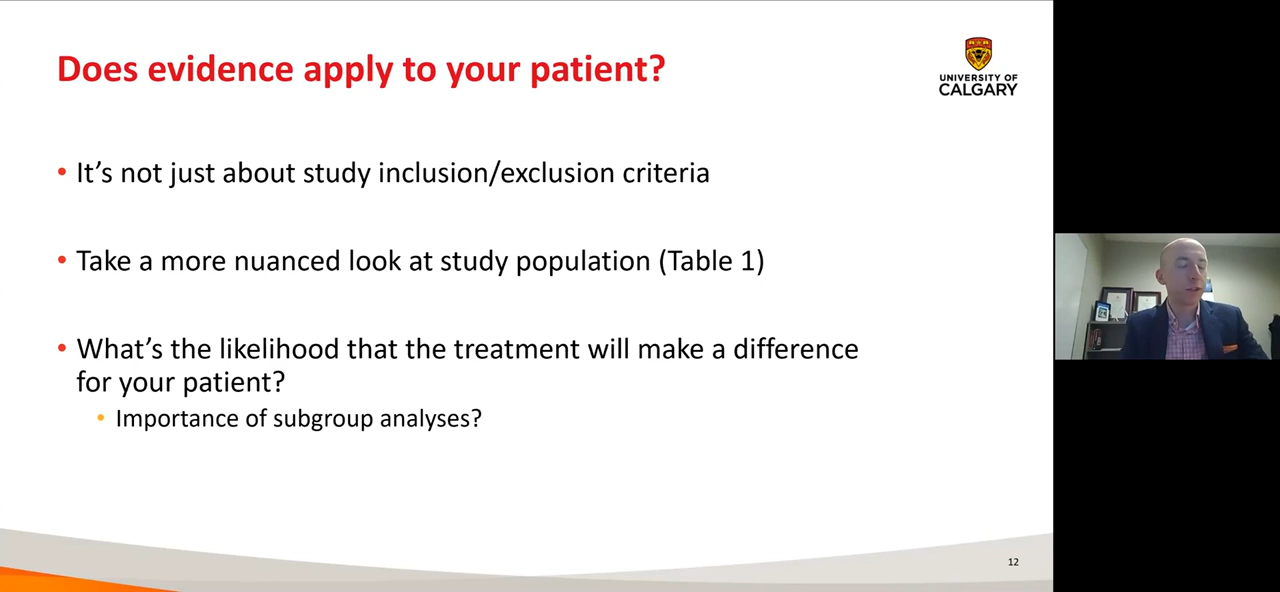 Does evidence apply to your patient?
UNIVERSITY OF
CALGARY
• It’s not just about study inclusion/exclusion criteria
• Take a more nuanced look at study population (Table 1)
• What’s the likelihood that the treatment will make a difference
for your patient?
• Importance of subgroup analyses?
12